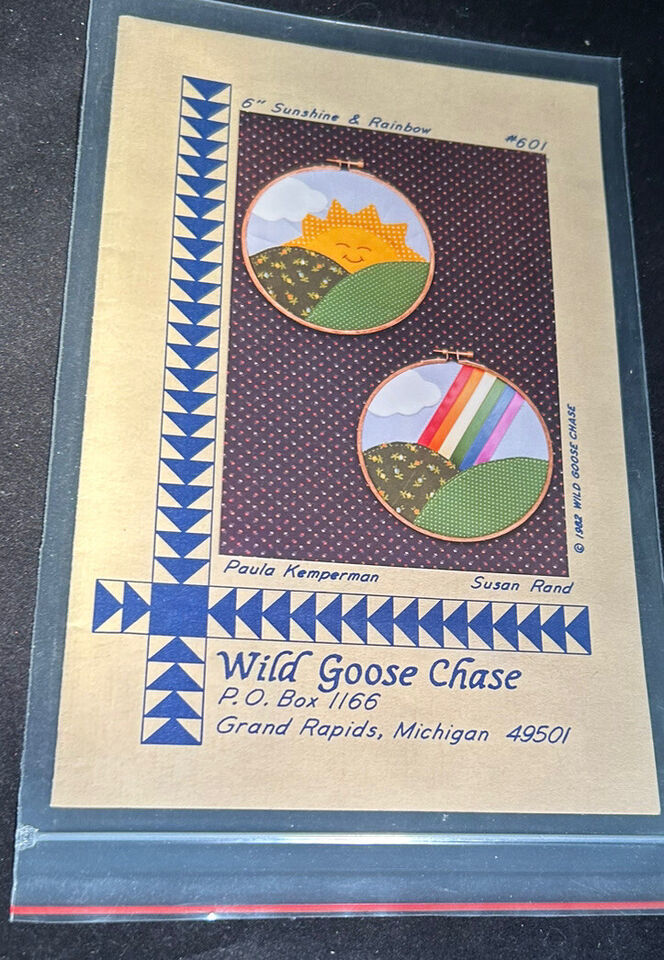 6" Sunshine & Rainbow
#601
© 1982 WILD GOOSE CHASE
Paula Kemperman
Susan Rand
Wild Goose Chase
P.O. Box 1166
Grand Rapids, Michigan 49501